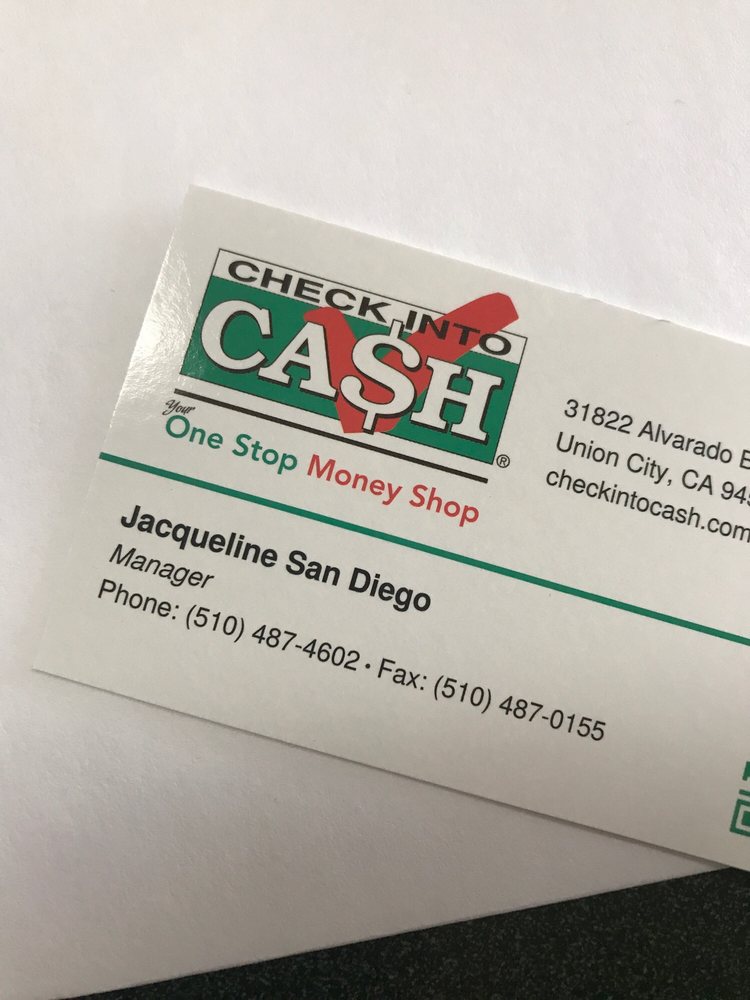 CHECK INTO
CA$H
®
Your
One Stop Money Shop
31822 Alvarado
Union City, CA
checkintocash.com
Jacqueline San Diego
Manager
Phone: (510) 487-4602 • Fax: (510) 487-0155